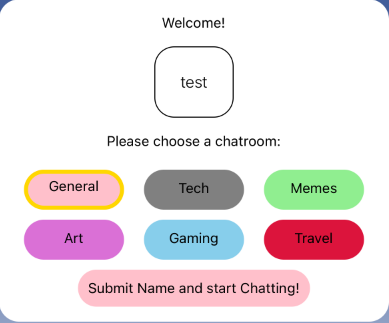 Welcome!
test
Please choose a chatroom:
General Tech Memes
Art Gaming Travel
Submit Name and start Chatting!